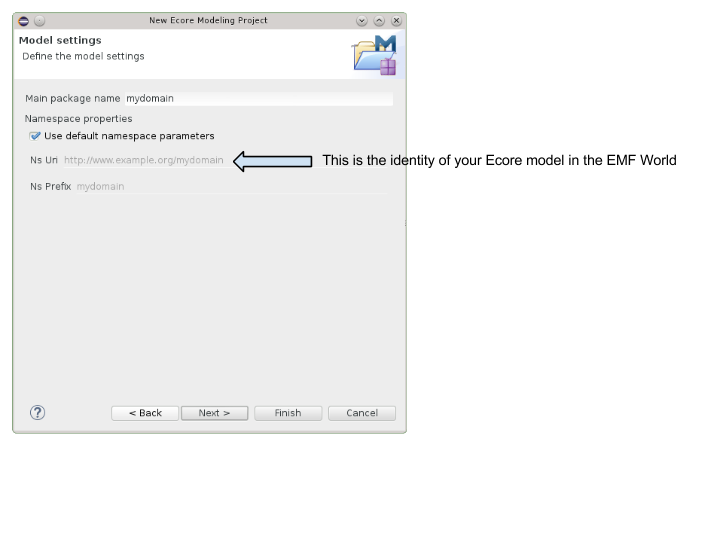 New Ecore Modeling Project
Model settings
Define the model settings
Main package name mydomain
Namespace properties
Use default namespace parameters
Ns Uri http://www.example.org/mydomain This is the identity of your Ecore model in the EMF World
Ns Prefix mydomain
? < Back Next > Finish Cancel